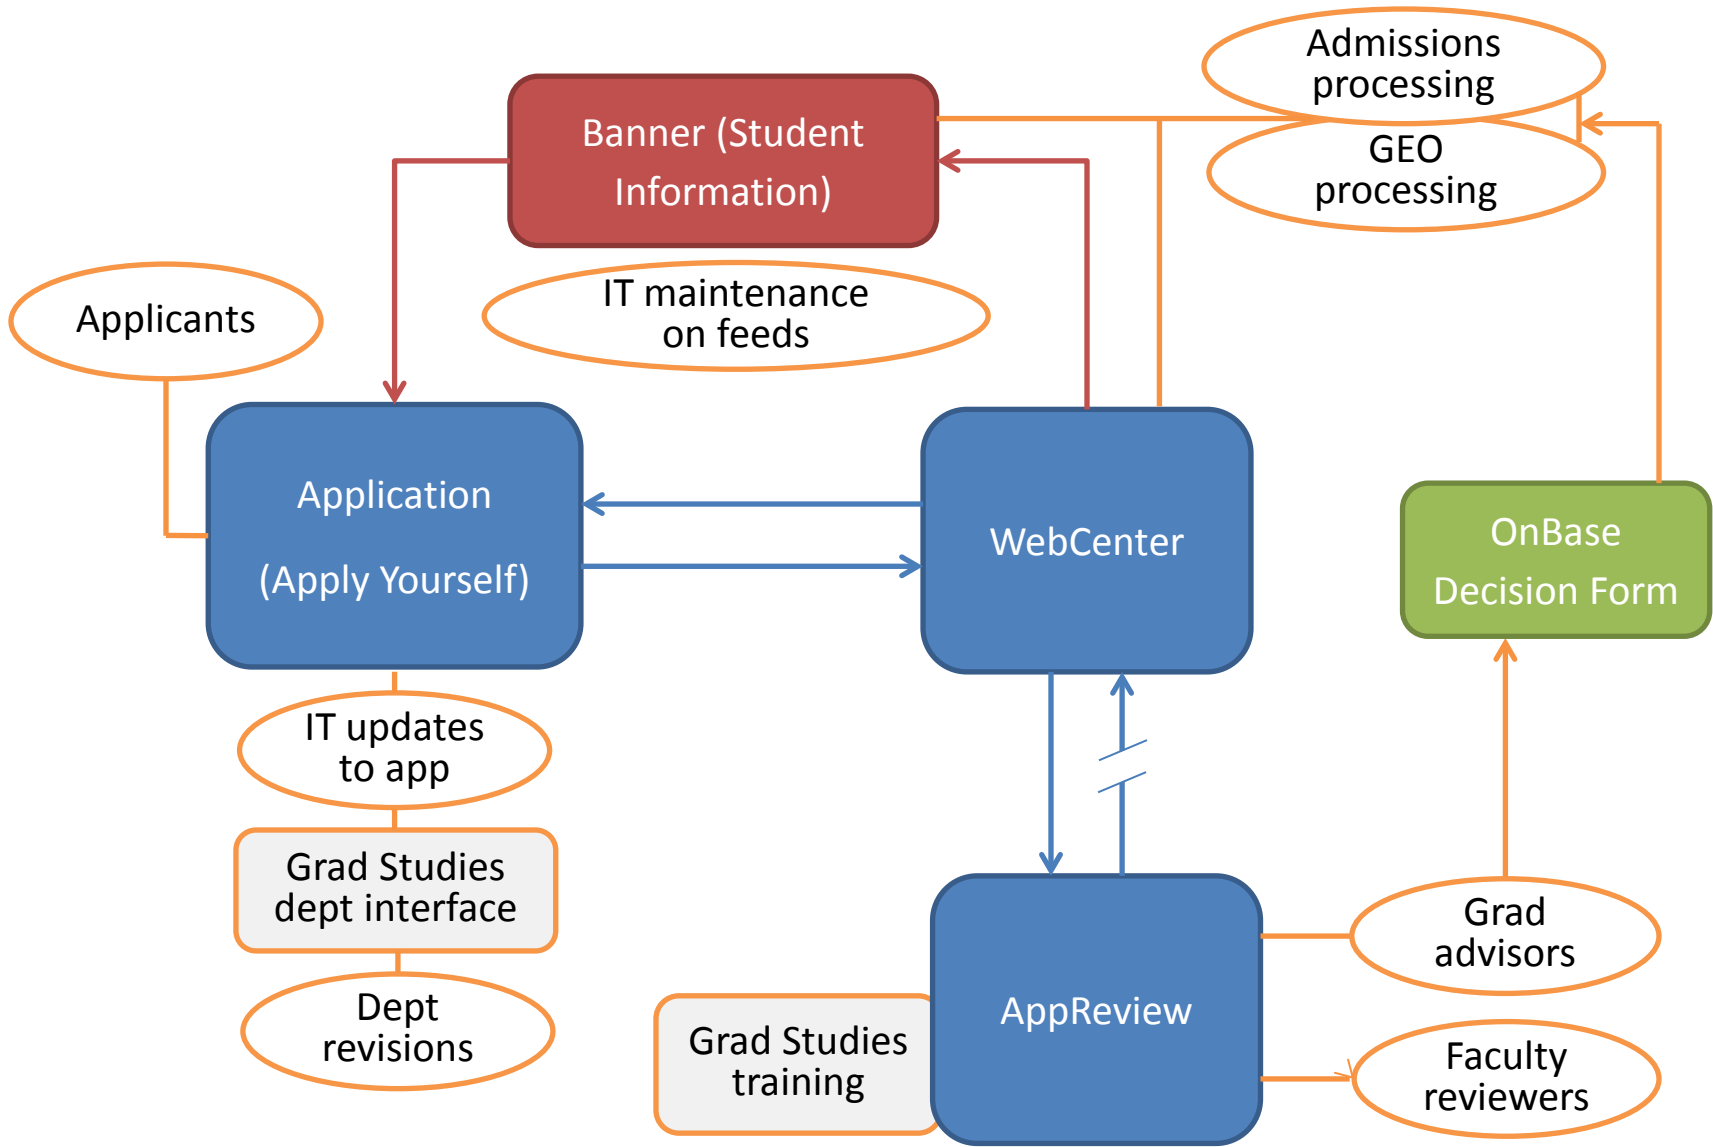 Admissions
processing
Banner (Student
Information)
GEO
processing
IT maintenance
on feeds
Applicants
Application
(Apply Yourself)
WebCenter
OnBase
Decision Form
IT updates
to app
Grad Studies
dept interface
Grad
advisors
Dept
revisions
AppReview
Grad Studies
training
Faculty
reviewers